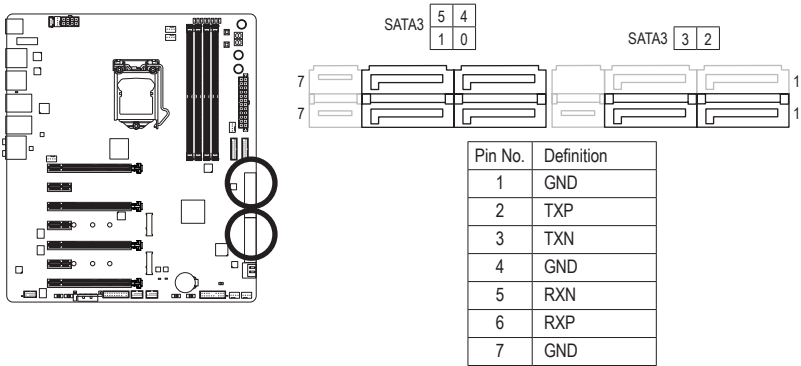 SATA3 5 4
1 0
SATA3 3 2
7 1
7 1
Pin No. Definition
1 GND
2 TXP
3 TXN
4 GND
5 RXN
6 RXP
7 GND